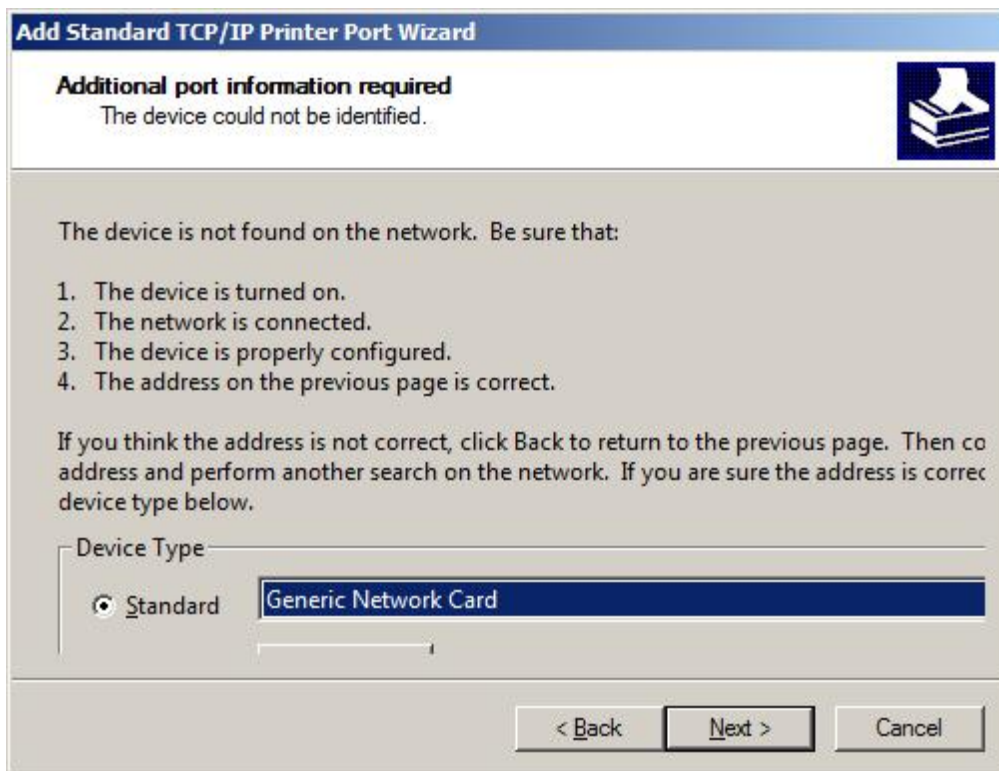 Add Standard TCP/IP Printer Port Wizard
Additional port information required
The device could not be identified.
The device is not found on the network.  Be sure that:
1.  The device is turned on.
2.  The network is connected.
3.  The device is properly configured.
4.  The address on the previous page is correct.
If you think the address is not correct, click Back to return to the previous page.  Then co
address and perform another search on the network.  If you are sure the address is correc
device type below.
Device Type
Standard
Generic Network Card
< Back
Next >
Cancel